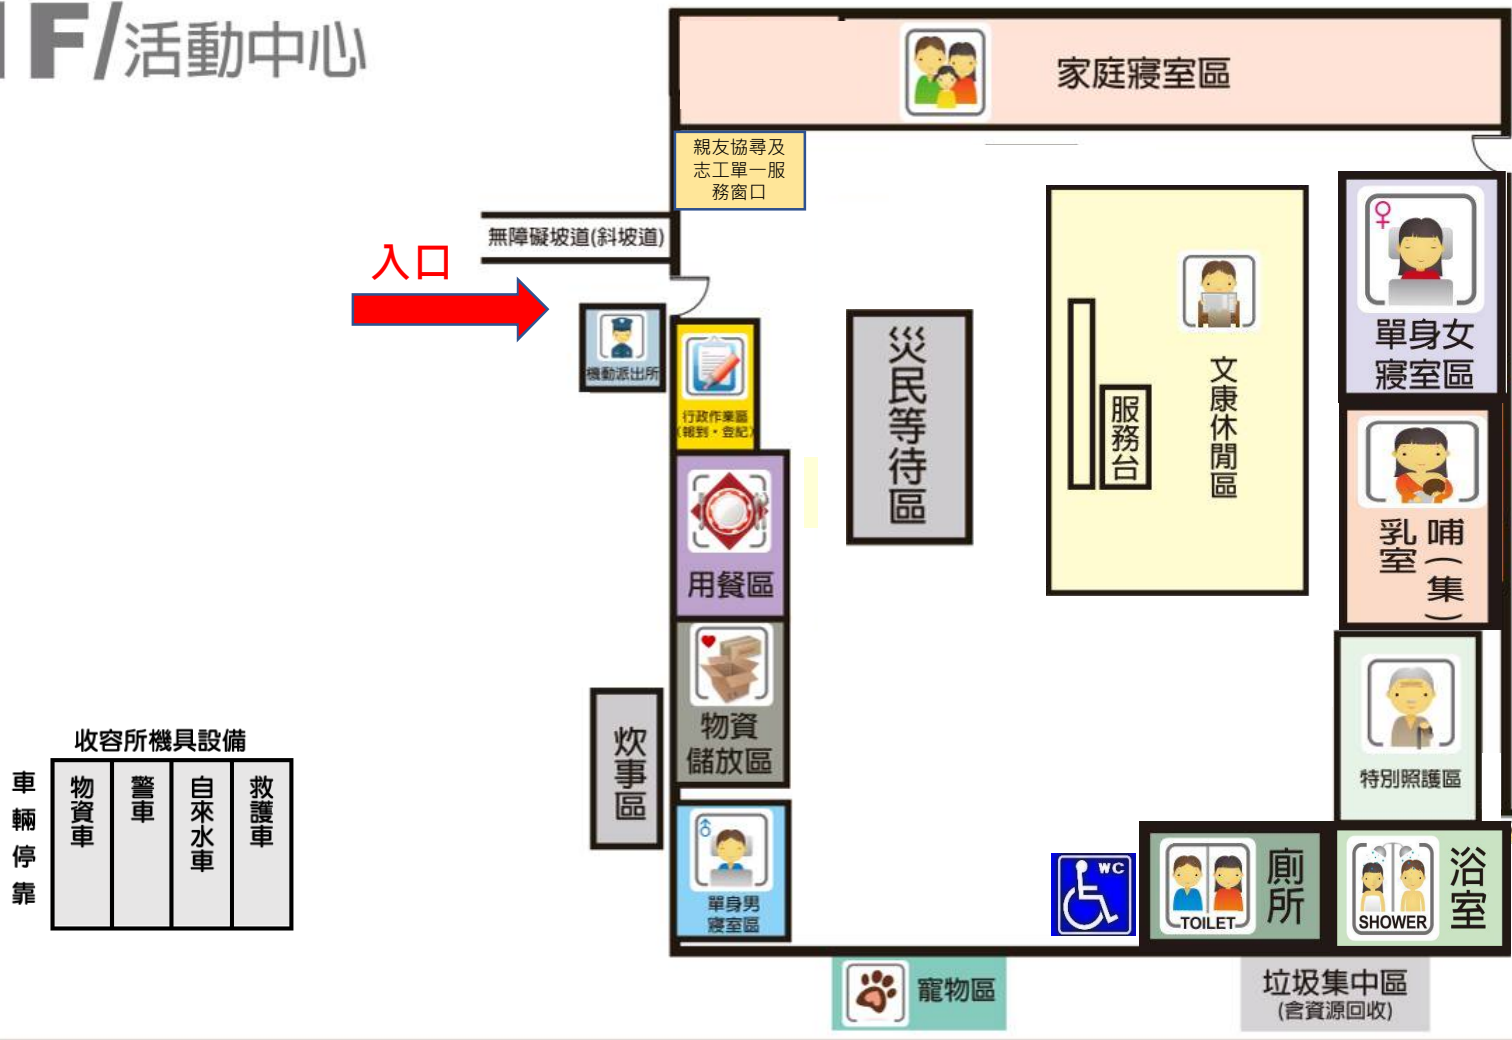 1F/活動中心
家庭寢室區
親友協尋及
志工單一服
務窗口
無障礙坡道(斜坡道)
入口
機動派出所
行政作業區
(報到・登記)
災民等待區
文康休閒區
服務台
單身女
寢室區
哺(集)
乳室
用餐區
物資
儲放區
炊事區
特別照護區
收容所機具設備
車輛停靠
物資車
警車
自來水車
救護車
單身男
寢室區
WC
TOILET
廁所
SHOWER
浴室
寵物區
垃圾集中區
(含資源回收)